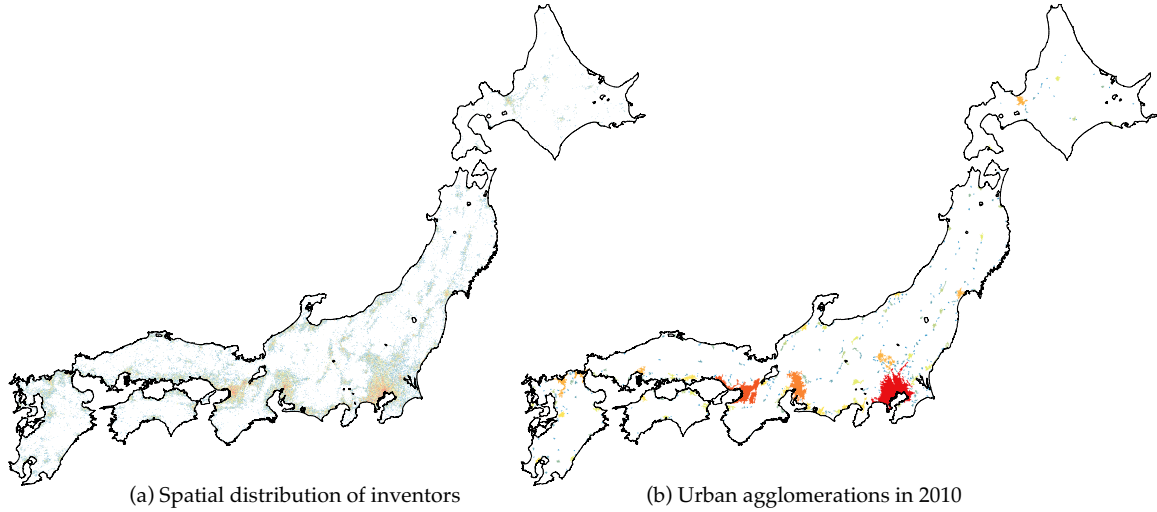 (a) Spatial distribution of inventors
(b) Urban agglomerations in 2010